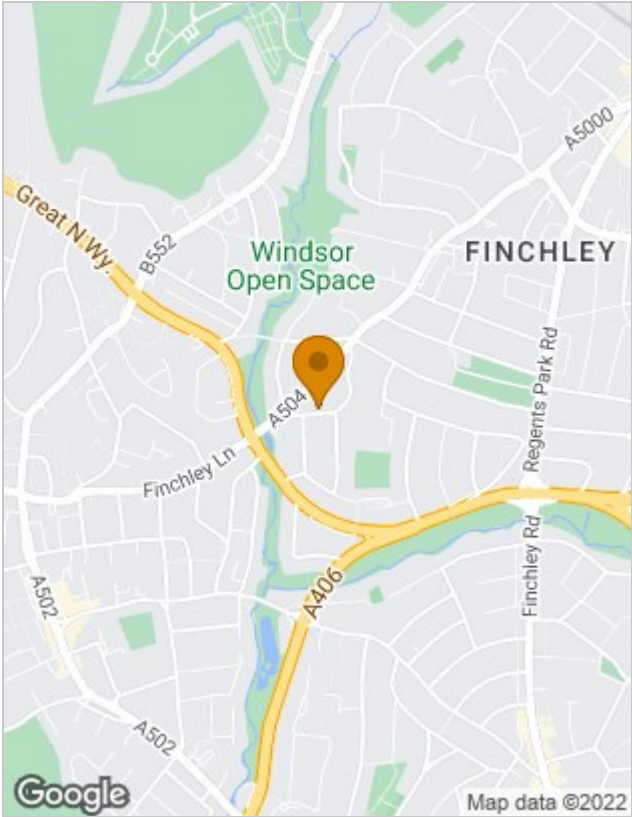 A5000
Great N Wy.
B552
Windsor
Open Space
FINCHLEY
Regents Park Rd
A504
Finchley Ln
Finchley Rd
A406
A502
A502
Google
Map data ©2022